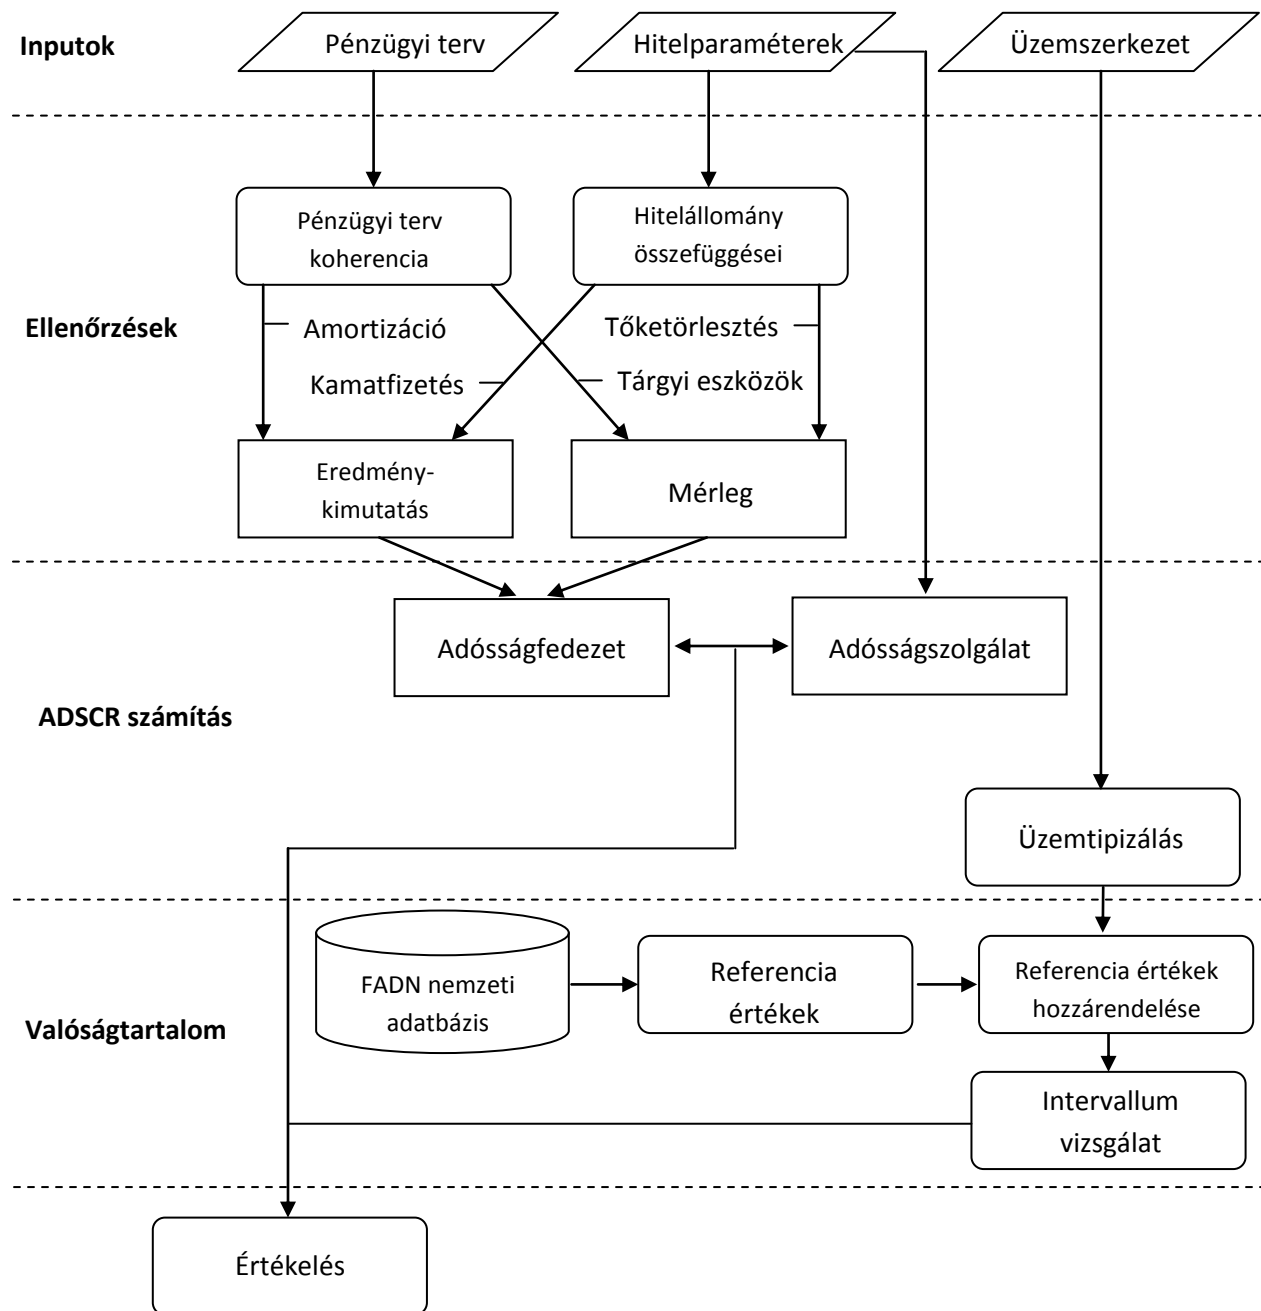 Inputok
Pénzügyi terv
Hitelparaméterek
Üzemszerkezet
Pénzügyi terv
koherencia
Hitelállomány
összefüggései
Ellenőrzések
Amortizáció
Tőketörlesztés
Kamatfizetés
Tárgyi eszközök
Eredmény-
kimutatás
Mérleg
Adósságfedezet
Adósságszolgálat
ADSCR számítás
Üzemtipizálás
FADN nemzeti
adatbázis
Referencia
értékek
Referencia értékek
hozzárendelése
Valóságtartalom
Intervallum
vizsgálat
Értékelés